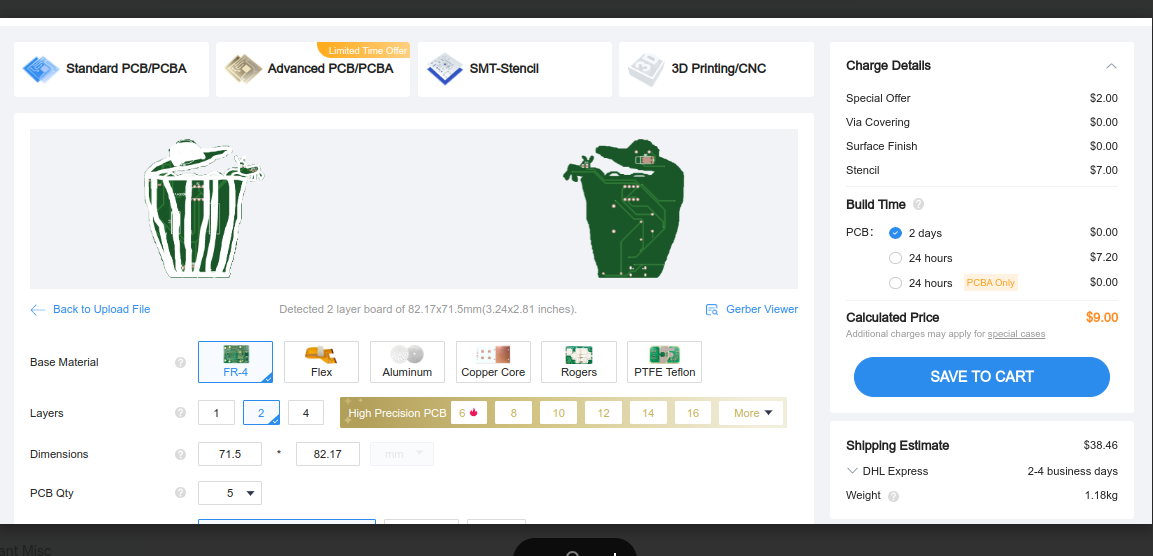 Limited Time Offer
Standard PCB/PCBA
Advanced PCB/PCBA
SMT-Stencil
3D Printing/CNC
Back to Upload File
Detected 2 layer board of 82.17x71.5mm(3.24x2.81 inches).
Gerber Viewer
Base Material ?
FR-4
Flex
Aluminum
Copper Core
Rogers
PTFE Teflon
Layers ? 1 2 4 High Precision PCB 6 8 10 12 14 16 More
Dimensions ? 71.5 * 82.17 mm
PCB Qty ? 5
Charge Details
Special Offer $2.00
Via Covering $0.00
Surface Finish $0.00
Stencil $7.00
Build Time ?
PCB: 2 days $0.00
24 hours $7.20
24 hours PCBA Only $0.00
Calculated Price $9.00
Additional charges may apply for special cases
SAVE TO CART
Shipping Estimate $38.46
DHL Express 2-4 business days
Weight ? 1.18kg
ant Misc